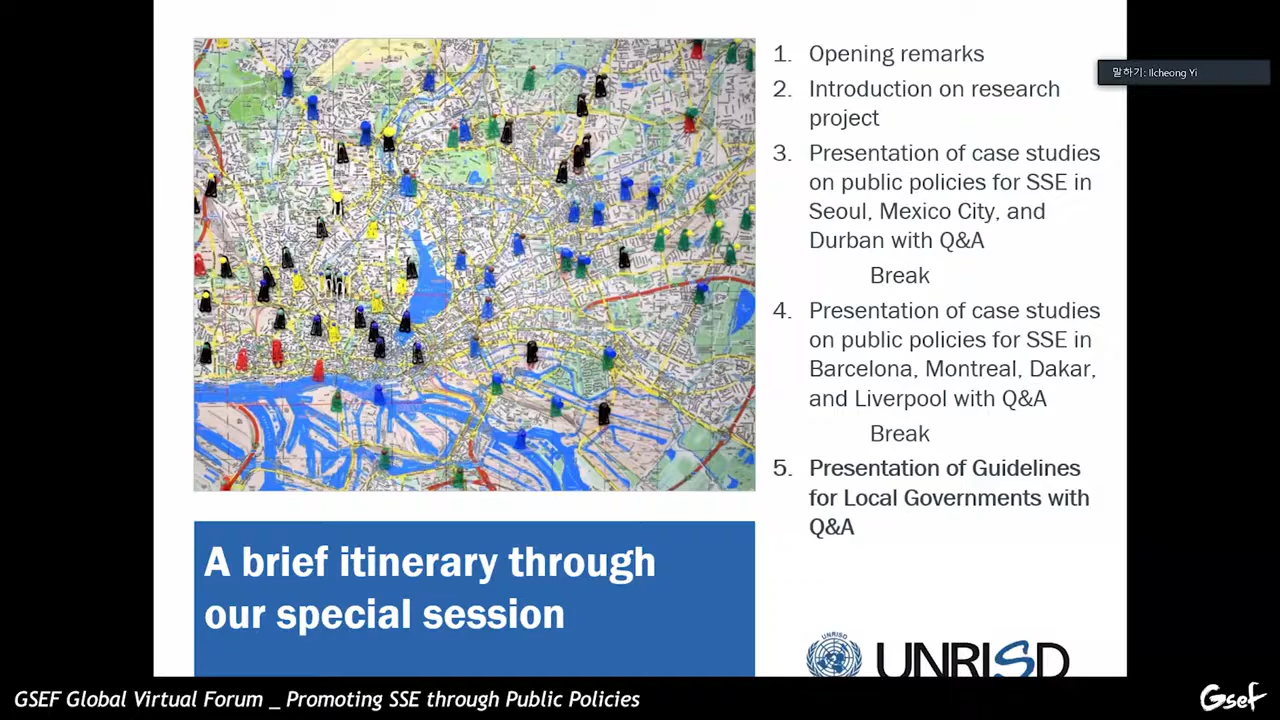 1. Opening remarks
2. Introduction on research
project
3. Presentation of case studies
on public policies for SSE in
Seoul, Mexico City, and
Durban with Q&A
Break
4. Presentation of case studies
on public policies for SSE in
Barcelona, Montreal, Dakar,
and Liverpool with Q&A
Break
5. Presentation of Guidelines
for Local Governments with
Q&A
말하기: Ilcheong Yi
A brief itinerary through
our special session
UNRISD
UNRISD
GSEF Global Virtual Forum _ Promoting SSE through Public Policies
Gsef